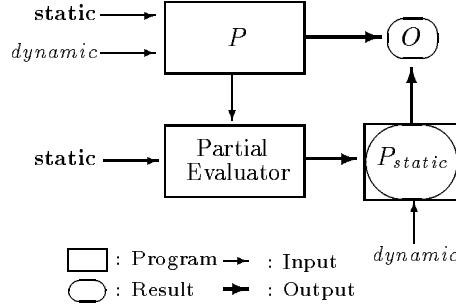 static
dynamic
P
O
static
Partial
Evaluator
P_static
dynamic
: Program : Input
: Result : Output